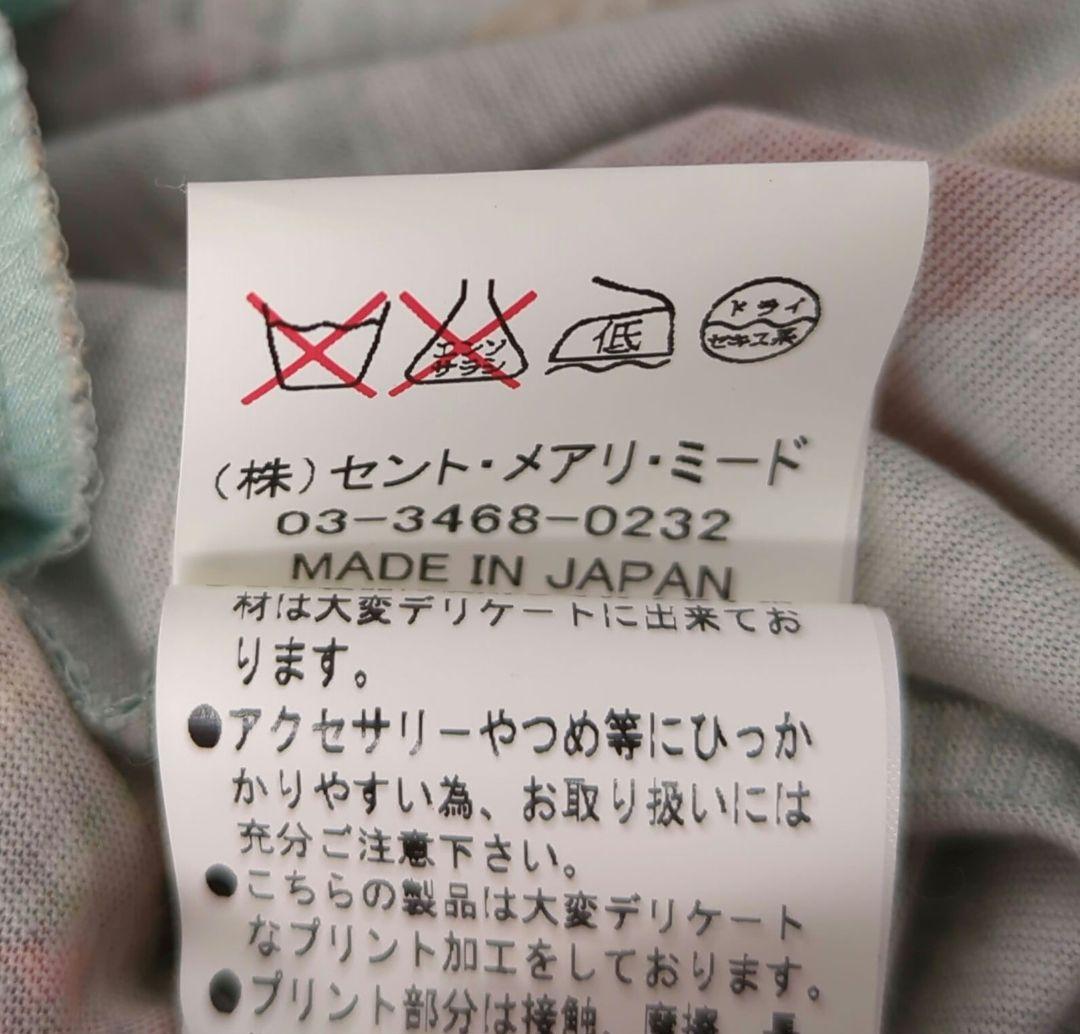 エンソ
サラシ
低
ドライ
セキユ系
(株)セント・メアリ・ミード
03-3468-0232
MADE IN JAPAN
材は大変デリケートに出来てお
ります。
●アクセサリーやつめ等にひっか
かりやすい為、お取り扱いには
充分ご注意下さい。
●こちらの製品は大変デリケート
なプリント加工をしております。
●プリント部分は接触、摩擦、長